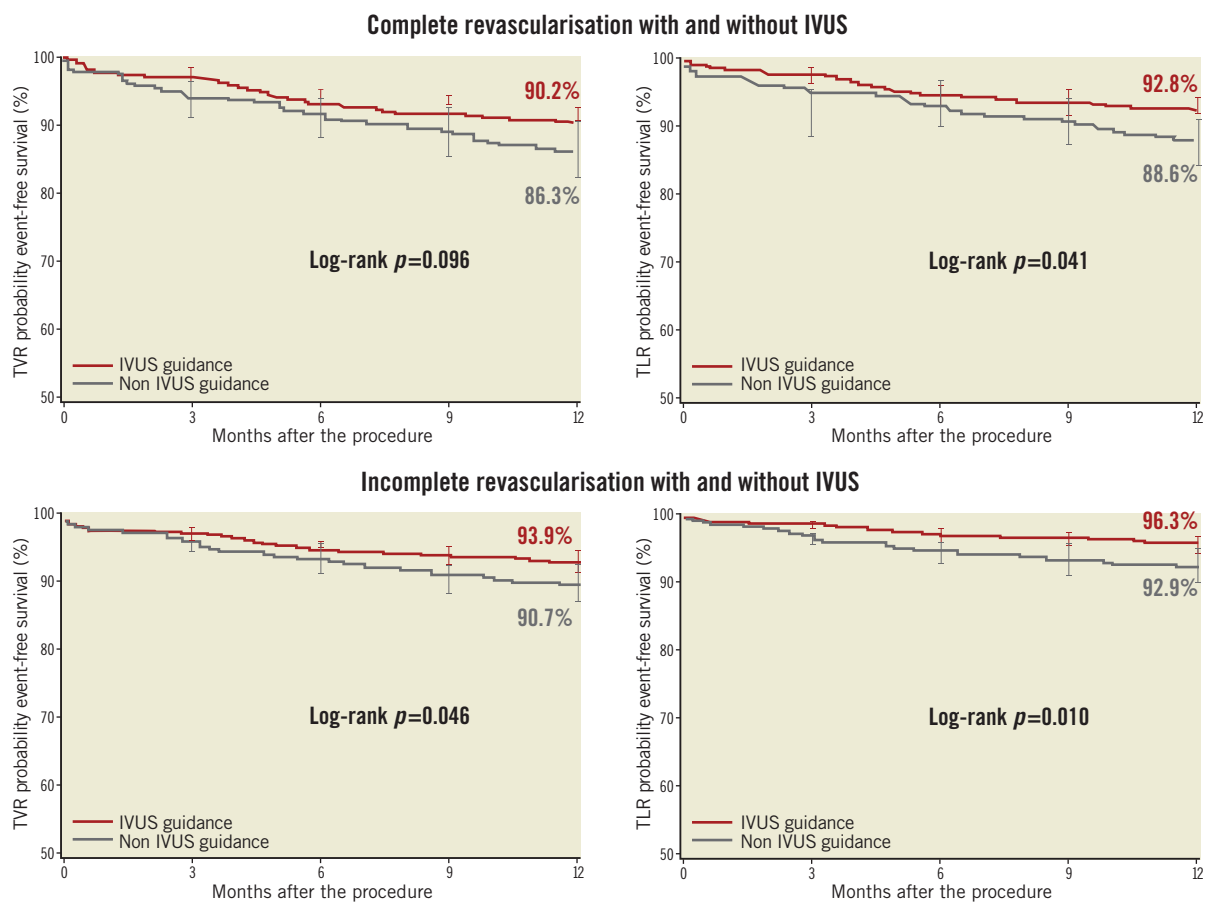 Complete revascularisation with and without IVUS
TVR probability event-free survival (%)
100
90
80
70
60
50
90.2%
86.3%
Log-rank p=0.096
IVUS guidance
Non IVUS guidance
0 3 6 9 12
Months after the procedure
TLR probability event-free survival (%)
100
90
80
70
60
50
92.8%
88.6%
Log-rank p=0.041
IVUS guidance
Non IVUS guidance
0 3 6 9 12
Months after the procedure
Incomplete revascularisation with and without IVUS
TVR probability event-free survival (%)
100
90
80
70
60
50
93.9%
90.7%
Log-rank p=0.046
IVUS guidance
Non IVUS guidance
0 3 6 9 12
Months after the procedure
TLR probability event-free survival (%)
100
90
80
70
60
50
96.3%
92.9%
Log-rank p=0.010
IVUS guidance
Non IVUS guidance
0 3 6 9 12
Months after the procedure